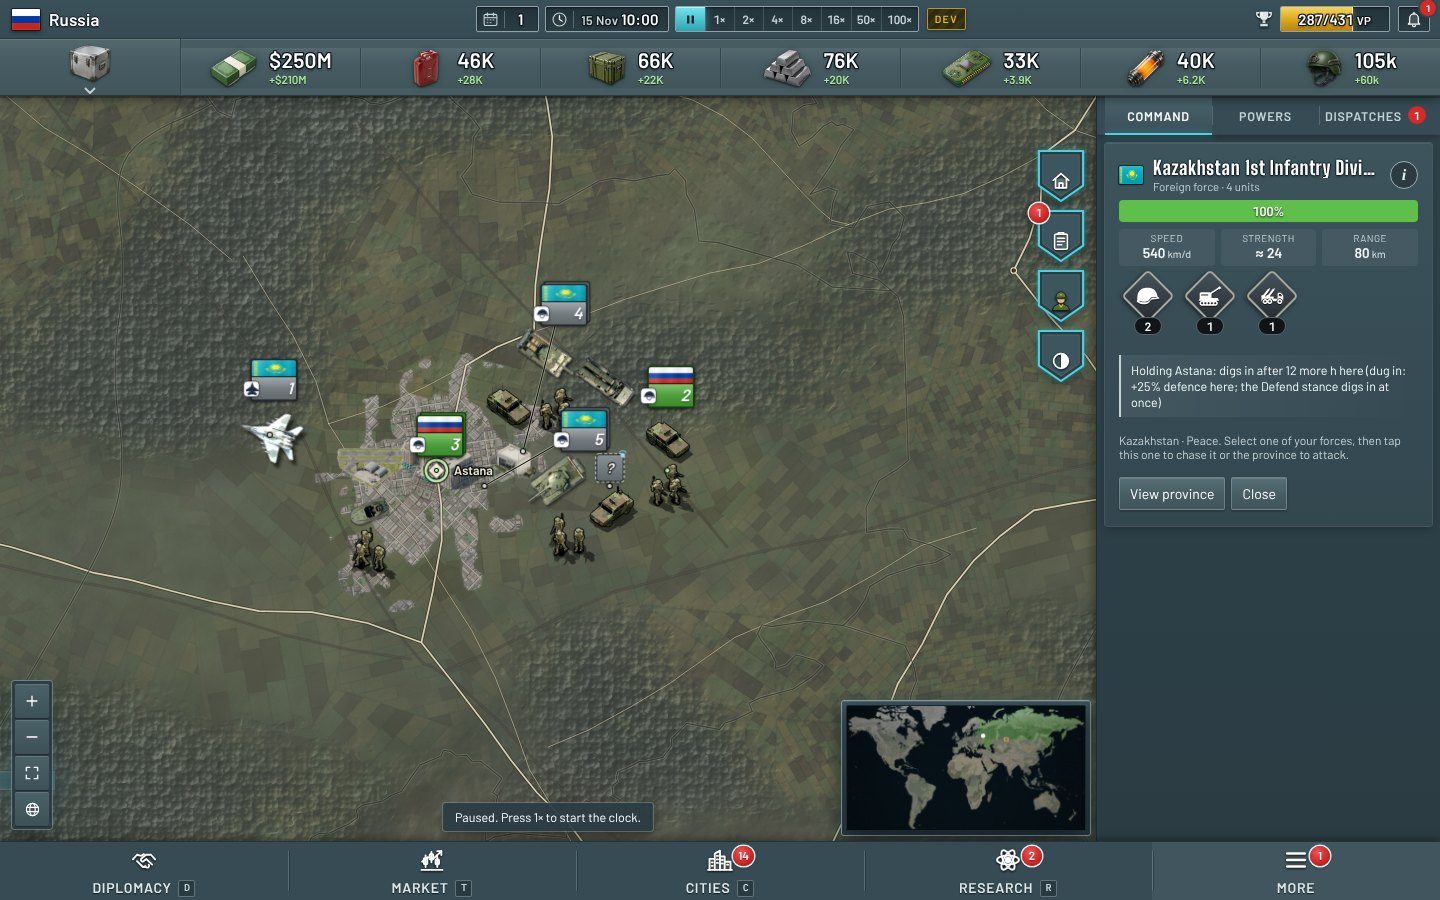 Russia
1
15 Nov 10:00
1×
2×
4×
8×
16×
50×
100×
DEV
287/431 VP
1
$250M
+$210M
46K
+28K
66K
+22K
76K
+20K
33K
+3.9K
40K
+6.2K
105k
+60k
COMMAND
POWERS
DISPATCHES 1
Kazakhstan 1st Infantry Divi...
Foreign force · 4 units
100%
SPEED
540 km/d
STRENGTH
≈ 24
RANGE
80 km
2
1
1
Holding Astana: digs in after 12 more h here (dug in:
+25% defence here; the Defend stance digs in at
once)
Kazakhstan · Peace. Select one of your forces, then tap
this one to chase it or the province to attack.
View province
Close
1
4
1
2
3
5
?
Astana
Paused. Press 1× to start the clock.
DIPLOMACY D
MARKET T
14
CITIES C
2
RESEARCH R
1
MORE